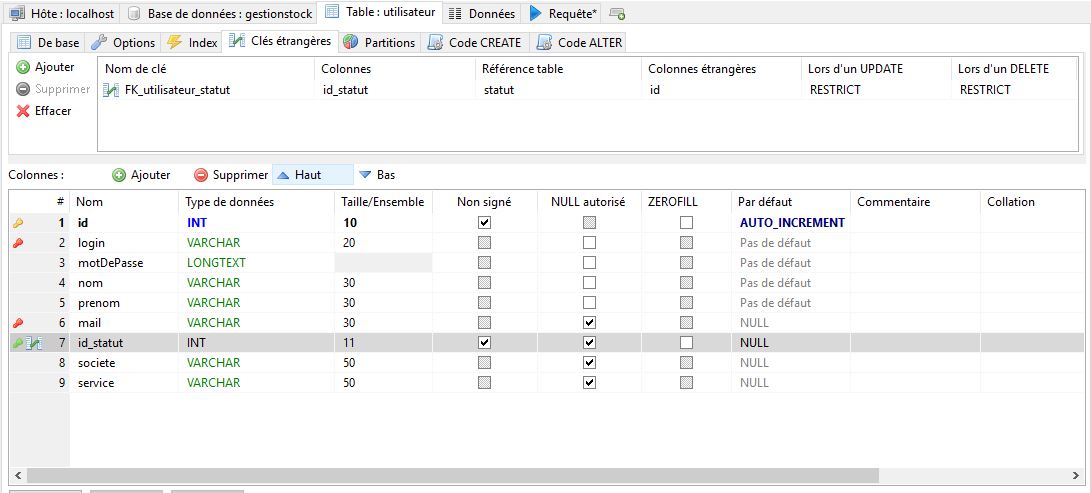 Hôte : localhost Base de données : gestionstock Table : utilisateur Données Requête*
De base Options Index Clés étrangères Partitions Code CREATE Code ALTER
Ajouter
Supprimer
Effacer
Nom de clé Colonnes Référence table Colonnes étrangères Lors d'un UPDATE Lors d'un DELETE
FK_utilisateur_statut id_statut statut id RESTRICT RESTRICT
Colonnes : Ajouter Supprimer Haut Bas
# Nom Type de données Taille/Ensemble Non signé NULL autorisé ZEROFILL Par défaut Commentaire Collation
1 id INT 10 AUTO_INCREMENT
2 login VARCHAR 20 Pas de défaut
3 motDePasse LONGTEXT Pas de défaut
4 nom VARCHAR 30 Pas de défaut
5 prenom VARCHAR 30 Pas de défaut
6 mail VARCHAR 30 NULL
7 id_statut INT 11 NULL
8 societe VARCHAR 50 NULL
9 service VARCHAR 50 NULL